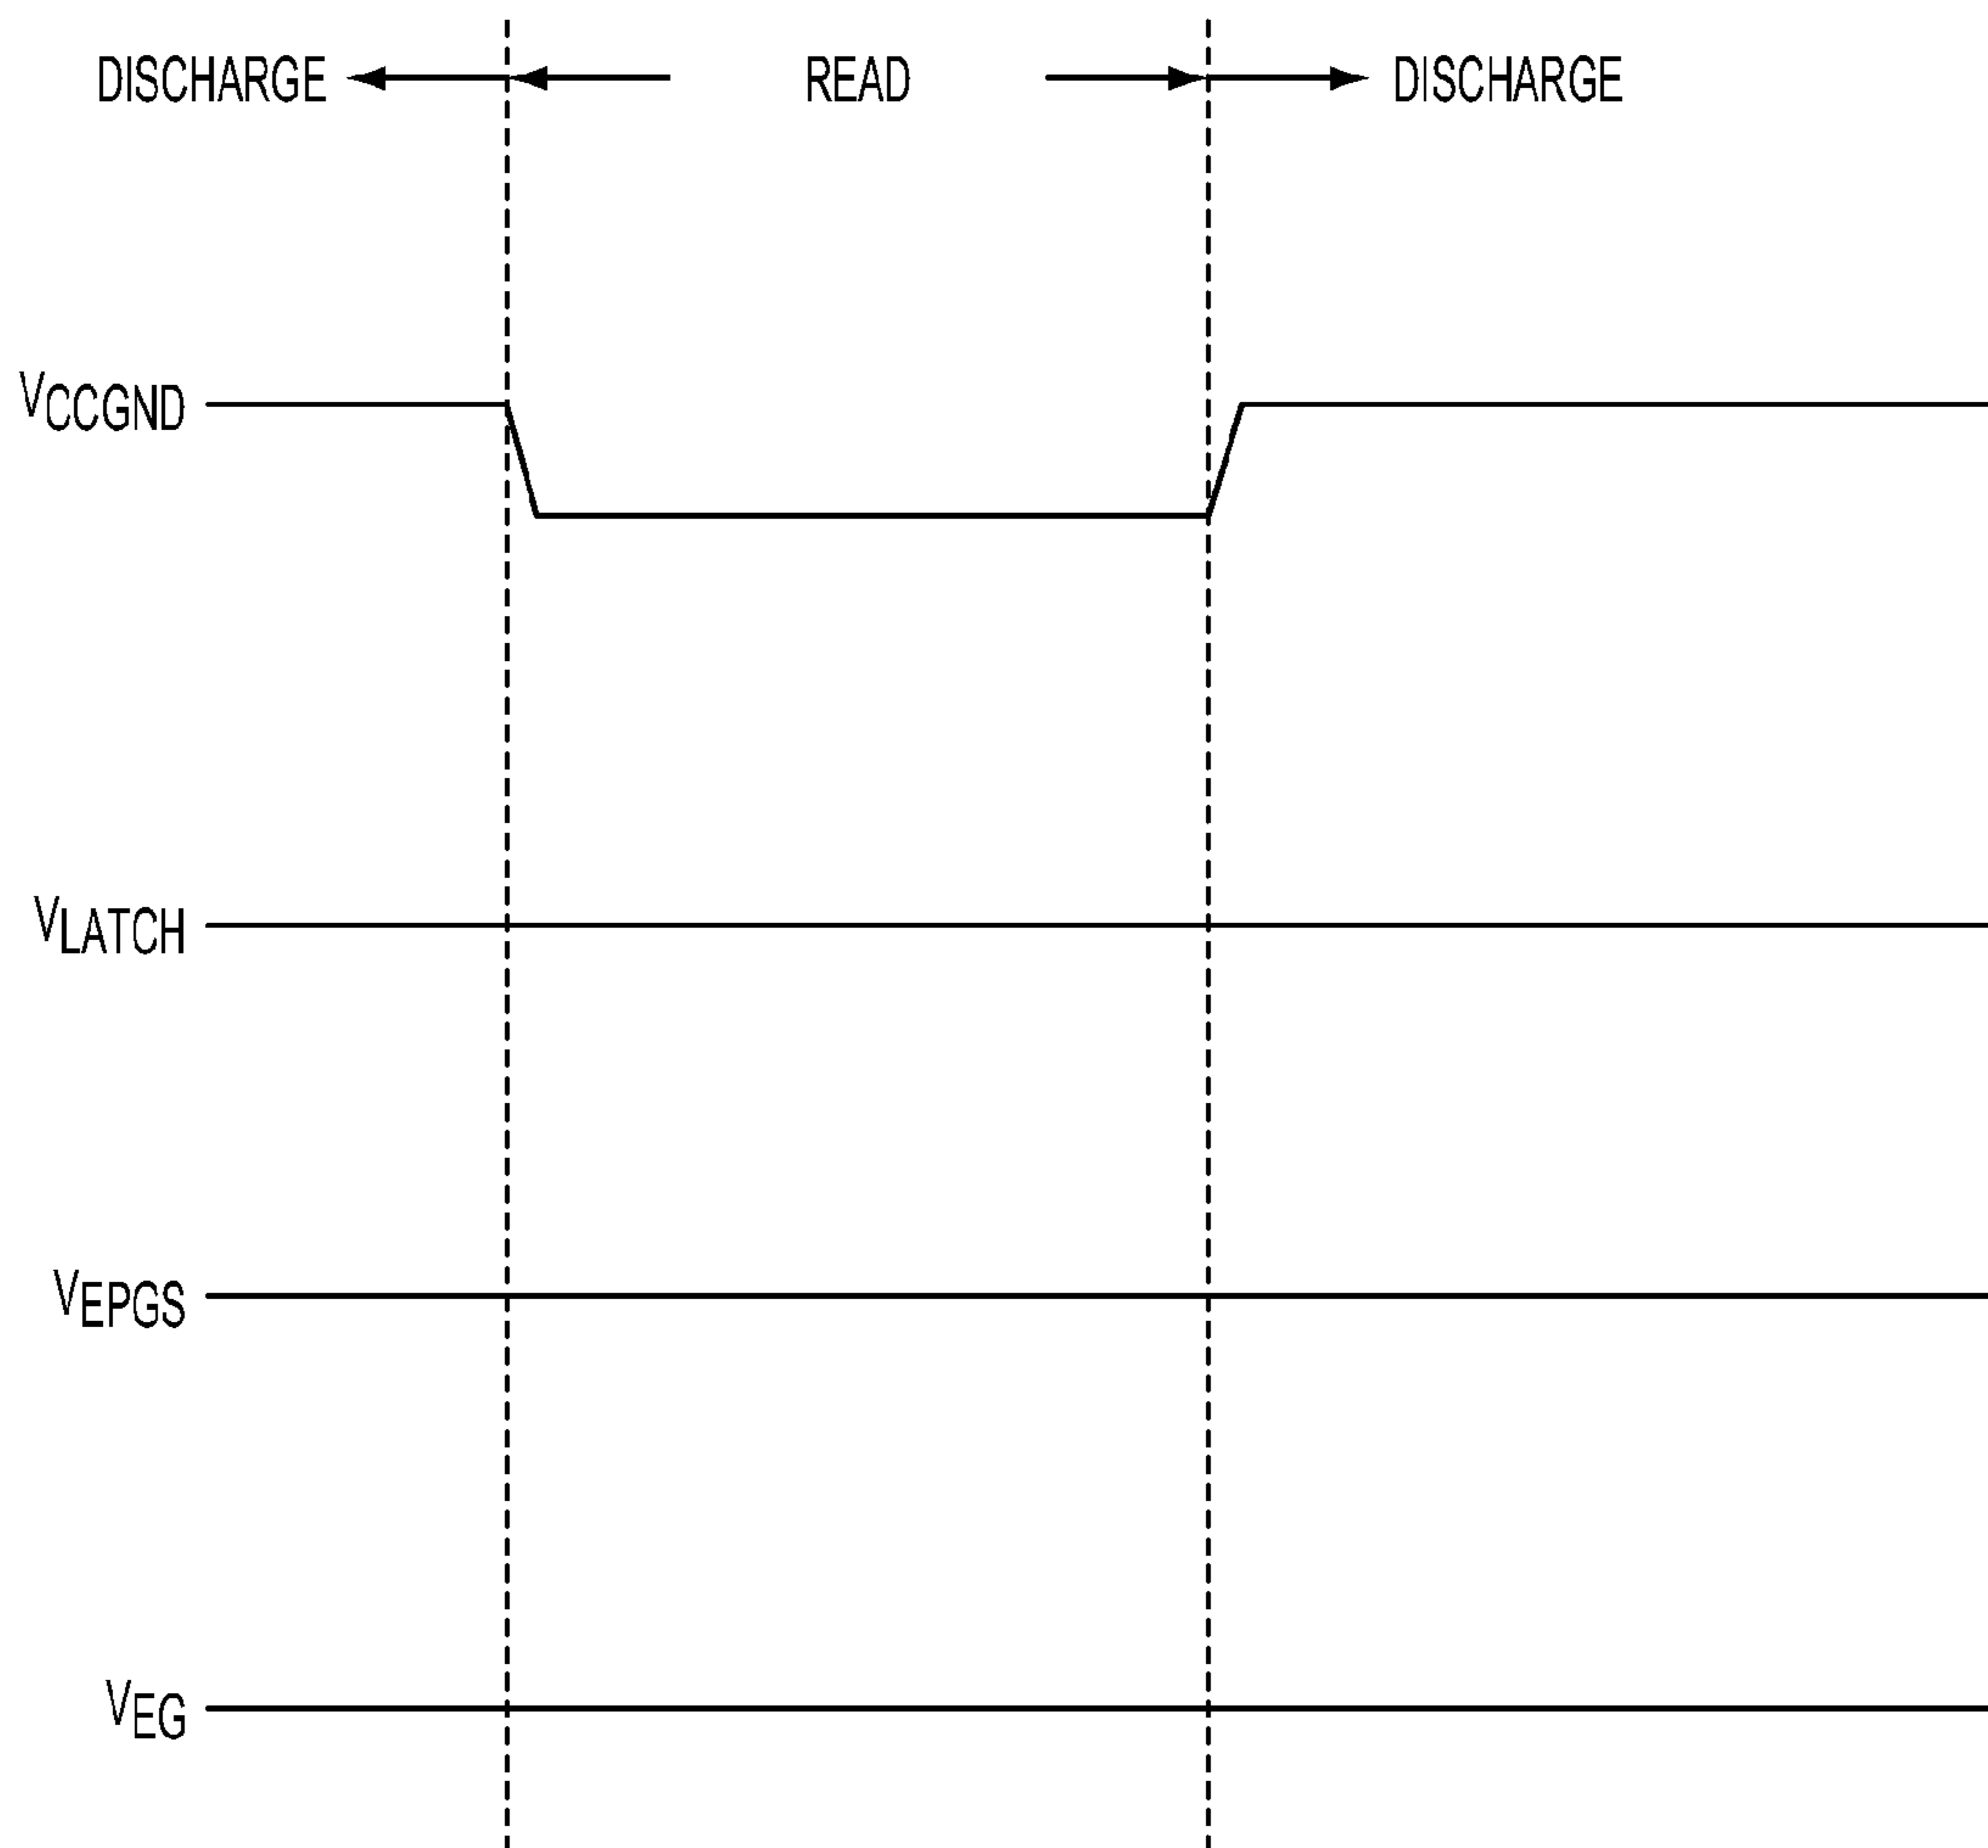 DISCHARGE READ DISCHARGE
VCCGND
VLATCH
VEPGS
VEG